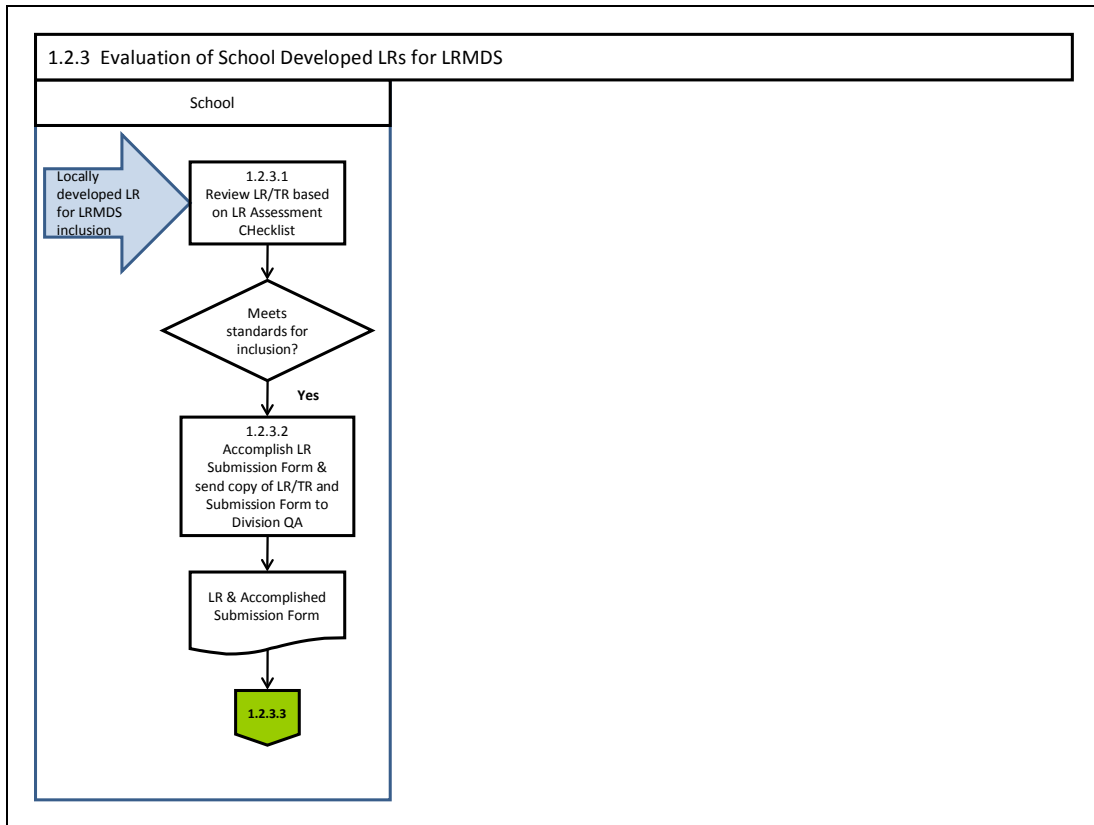 1.2.3 Evaluation of School Developed LRs for LRMDS
School
Locally
developed LR
for LRMDS
inclusion
1.2.3.1
Review LR/TR based
on LR Assessment
CHecklist
Meets
standards for
inclusion?
Yes
1.2.3.2
Accomplish LR
Submission Form &
send copy of LR/TR and
Submission Form to
Division QA
LR & Accomplished
Submission Form
1.2.3.3